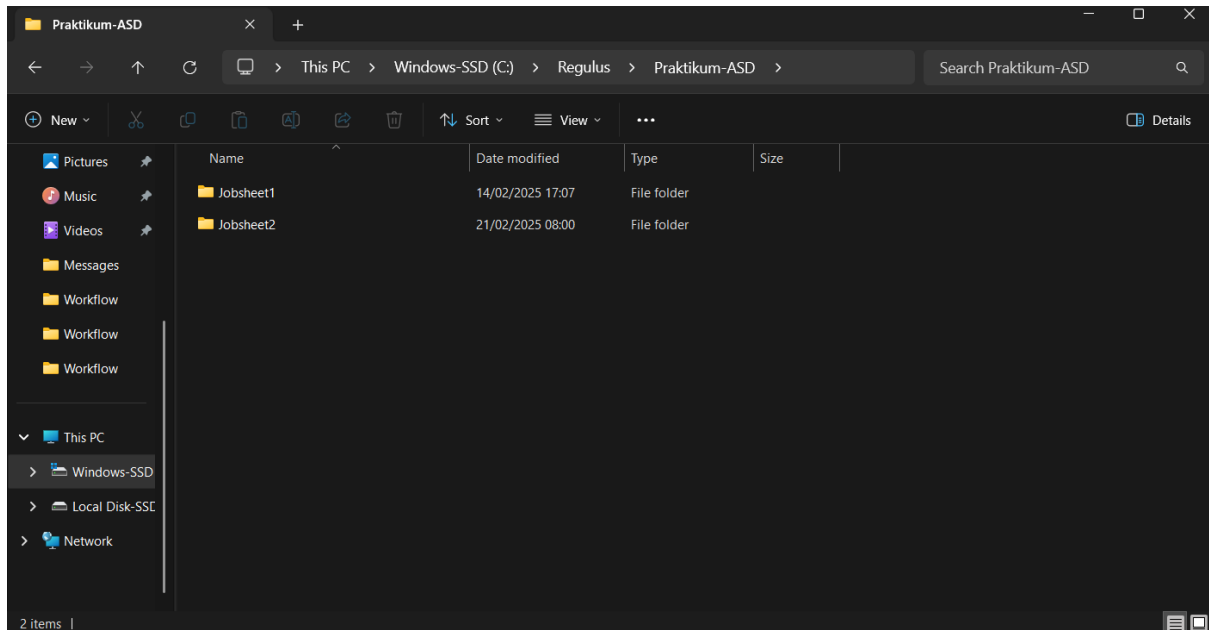 Praktikum-ASD
This PC > Windows-SSD (C:) > Regulus > Praktikum-ASD >
Search Praktikum-ASD
New
Sort
View
Details
Pictures
Music
Videos
Messages
Workflow
Workflow
Workflow
This PC
Windows-SSD
Local Disk-SSD
Network
Name Date modified Type Size
Jobsheet1 14/02/2025 17:07 File folder
Jobsheet2 21/02/2025 08:00 File folder
2 items